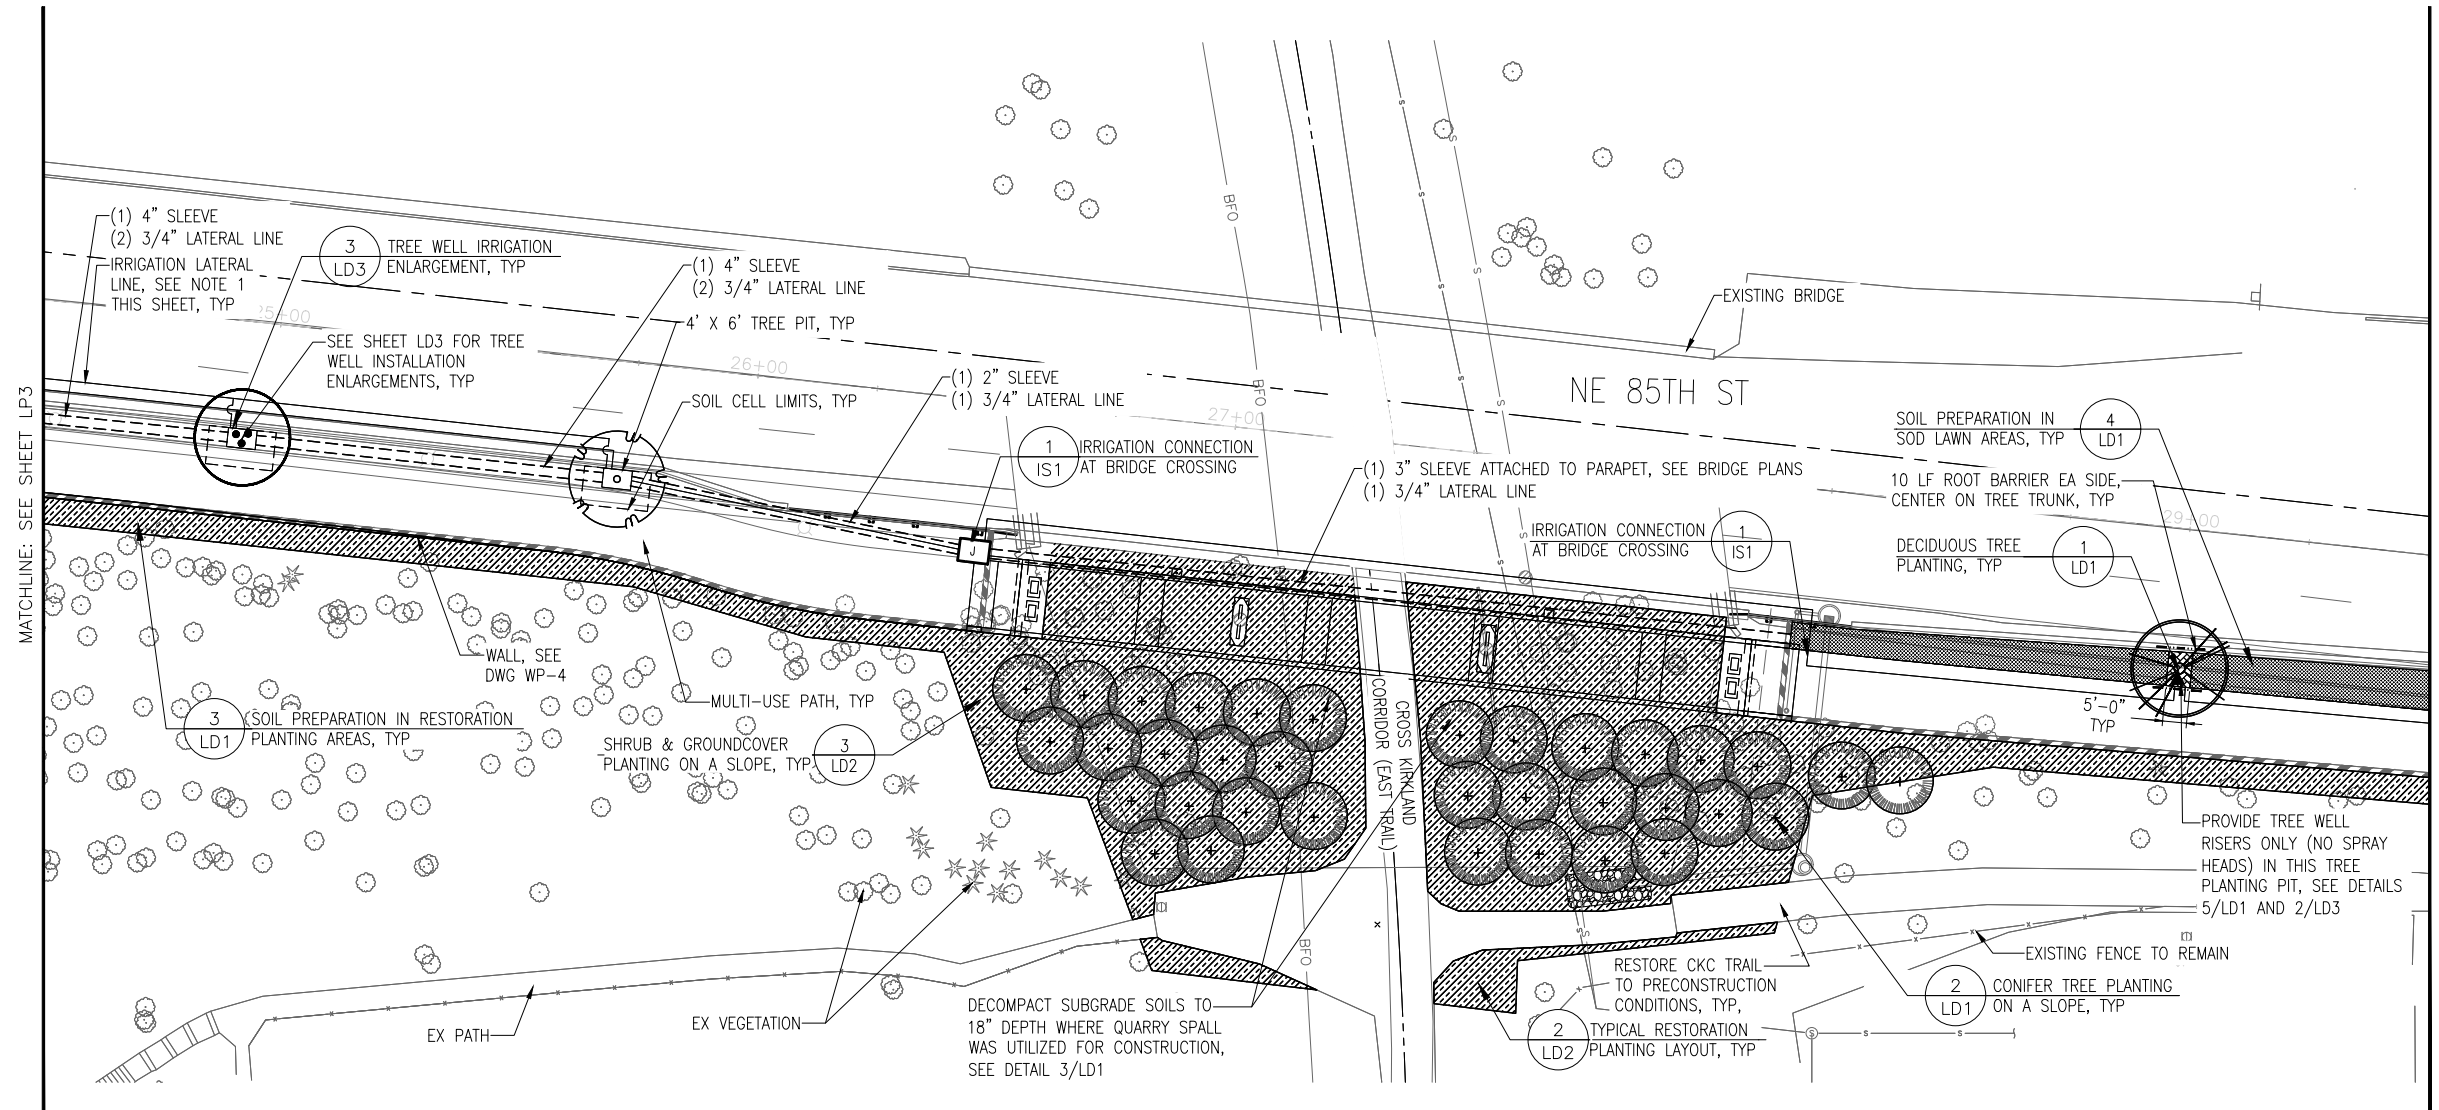 MATCHLINE: SEE SHEET LP3
(1) 4" SLEEVE
(2) 3/4" LATERAL LINE
IRRIGATION LATERAL
LINE, SEE NOTE 1
THIS SHEET, TYP
25+00
3
LD3
TREE WELL IRRIGATION
ENLARGEMENT, TYP
SEE SHEET LD3 FOR TREE
WELL INSTALLATION
ENLARGEMENTS, TYP
(1) 4" SLEEVE
(2) 3/4" LATERAL LINE
4' X 6' TREE PIT, TYP
26+00
SOIL CELL LIMITS, TYP
(1) 2" SLEEVE
(1) 3/4" LATERAL LINE
1
IS1
IRRIGATION CONNECTION
AT BRIDGE CROSSING
BFO
BFO
27+00
S
S
S
S
S
S
S
S
S
S
EXISTING BRIDGE
NE 85TH ST
(1) 3" SLEEVE ATTACHED TO PARAPET, SEE BRIDGE PLANS
(1) 3/4" LATERAL LINE
IRRIGATION CONNECTION
AT BRIDGE CROSSING
1
IS1
SOIL PREPARATION IN
SOD LAWN AREAS, TYP
4
LD1
10 LF ROOT BARRIER EA SIDE,
CENTER ON TREE TRUNK, TYP
29+00
DECIDUOUS TREE
PLANTING, TYP
1
LD1
J
WALL, SEE
DWG WP-4
MULTI-USE PATH, TYP
3
LD1
SOIL PREPARATION IN RESTORATION
PLANTING AREAS, TYP
SHRUB & GROUNDCOVER
PLANTING ON A SLOPE, TYP
3
LD2
CROSS KIRKLAND
CORRIDOR (EAST TRAIL)
5'-0"
TYP
PROVIDE TREE WELL
RISERS ONLY (NO SPRAY
HEADS) IN THIS TREE
PLANTING PIT, SEE DETAILS
5/LD1 AND 2/LD3
EXISTING FENCE TO REMAIN
2
LD1
CONIFER TREE PLANTING
ON A SLOPE, TYP
RESTORE CKC TRAIL
TO PRECONSTRUCTION
CONDITIONS, TYP,
2
LD2
TYPICAL RESTORATION
PLANTING LAYOUT, TYP
S
S
S
BFO
DECOMPACT SUBGRADE SOILS TO
18" DEPTH WHERE QUARRY SPALL
WAS UTILIZED FOR CONSTRUCTION,
SEE DETAIL 3/LD1
EX VEGETATION
EX PATH